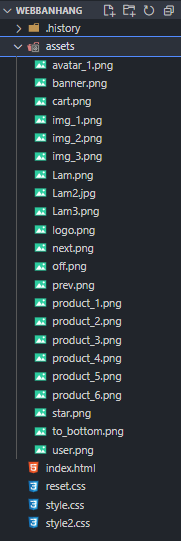 WEBBANHANG
.history
assets
avatar_1.png
banner.png
cart.png
img_1.png
img_2.png
img_3.png
Lam.png
Lam2.jpg
Lam3.png
logo.png
next.png
off.png
prev.png
product_1.png
product_2.png
product_3.png
product_4.png
product_5.png
product_6.png
star.png
to_bottom.png
user.png
index.html
reset.css
style.css
style2.css